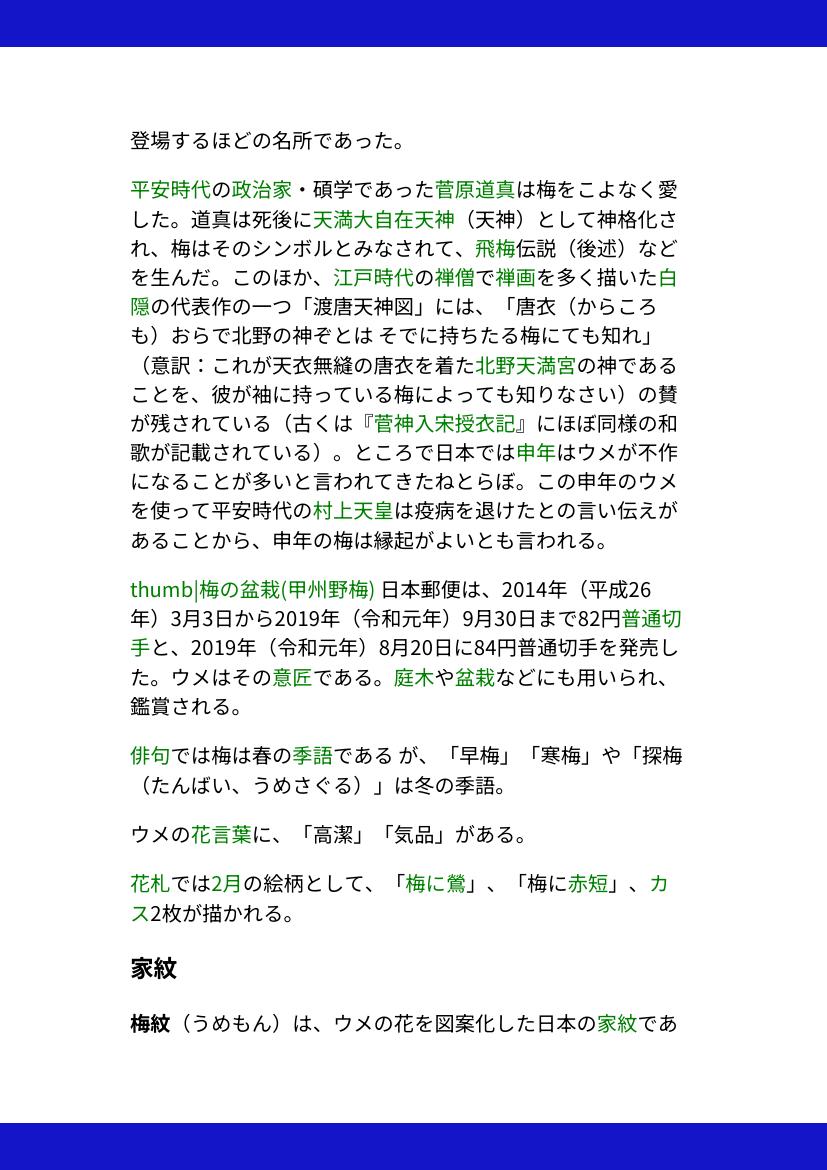 登場するほどの名所であった。
平安時代の政治家・碩学であった菅原道真は梅をこよなく愛
した。道真は死後に天満大自在天神（天神）として神格化さ
れ、梅はそのシンボルとみなされて、飛梅伝説（後述）など
を生んだ。このほか、江戸時代の禅僧で禅画を多く描いた白
隠の代表作の一つ「渡唐天神図」には、「唐衣（からころ
も）おらで北野の神ぞとは そでに持ちたる梅にても知れ」
（意訳：これが天衣無縫の唐衣を着た北野天満宮の神である
ことを、彼が袖に持っている梅によっても知りなさい）の賛
が残されている（古くは『菅神入宋授衣記』にほぼ同様の和
歌が記載されている）。ところで日本では申年はウメが不作
になることが多いと言われてきたねとらぼ。この申年のウメ
を使って平安時代の村上天皇は疫病を退けたとの言い伝えが
あることから、申年の梅は縁起がよいとも言われる。
thumb|梅の盆栽(甲州野梅) 日本郵便は、2014年（平成26
年）3月3日から2019年（令和元年）9月30日まで82円普通切
手と、2019年（令和元年）8月20日に84円普通切手を発売し
た。ウメはその意匠である。庭木や盆栽などにも用いられ、
鑑賞される。
俳句では梅は春の季語である が、「早梅」「寒梅」や「探梅
（たんばい、うめさぐる）」は冬の季語。
ウメの花言葉に、「高潔」「気品」がある。
花札では2月の絵柄として、「梅に鶯」、「梅に赤短」、カ
ス2枚が描かれる。
家紋
梅紋（うめもん）は、ウメの花を図案化した日本の家紋であ